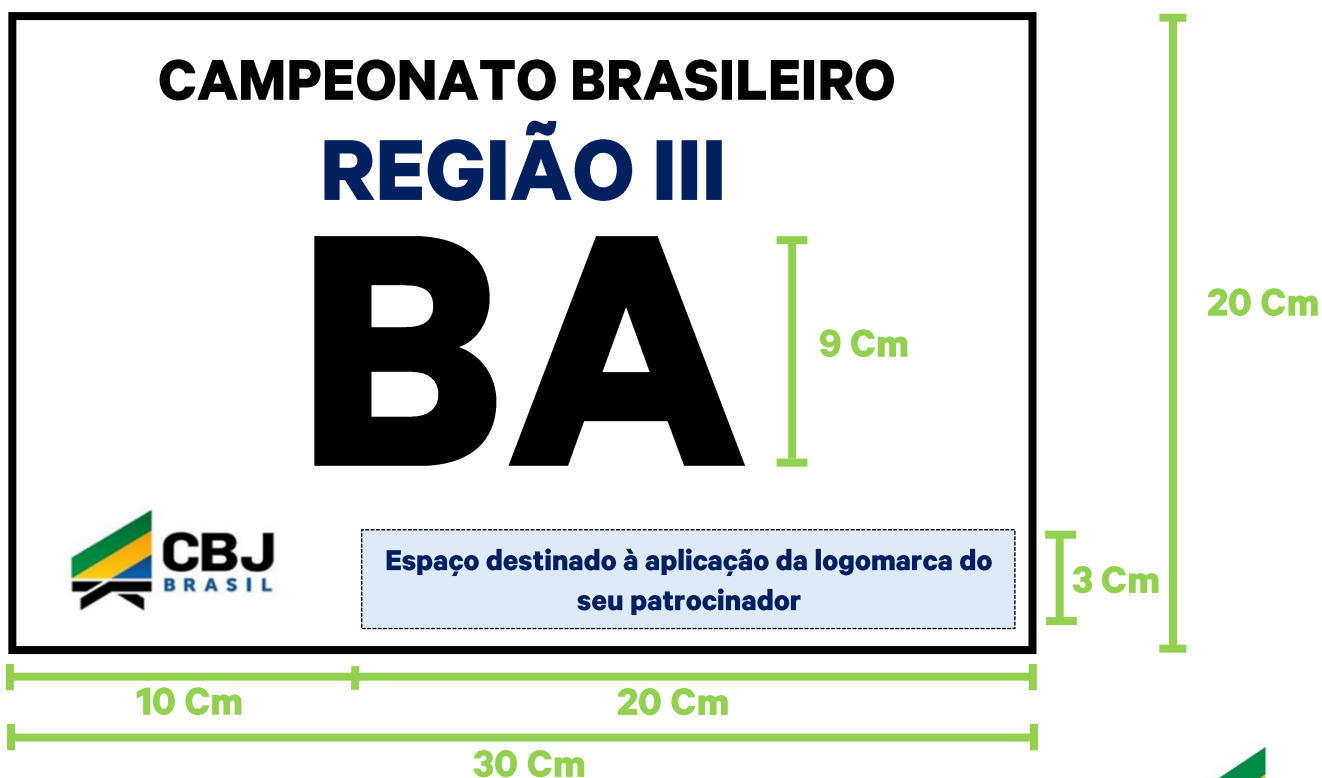 CAMPEONATO BRASILEIRO
REGIÃO III
BA
9 Cm
20 Cm
CBJ
BRASIL
Espaço destinado à aplicação da logomarca do
seu patrocinador
3 Cm
10 Cm
20 Cm
30 Cm